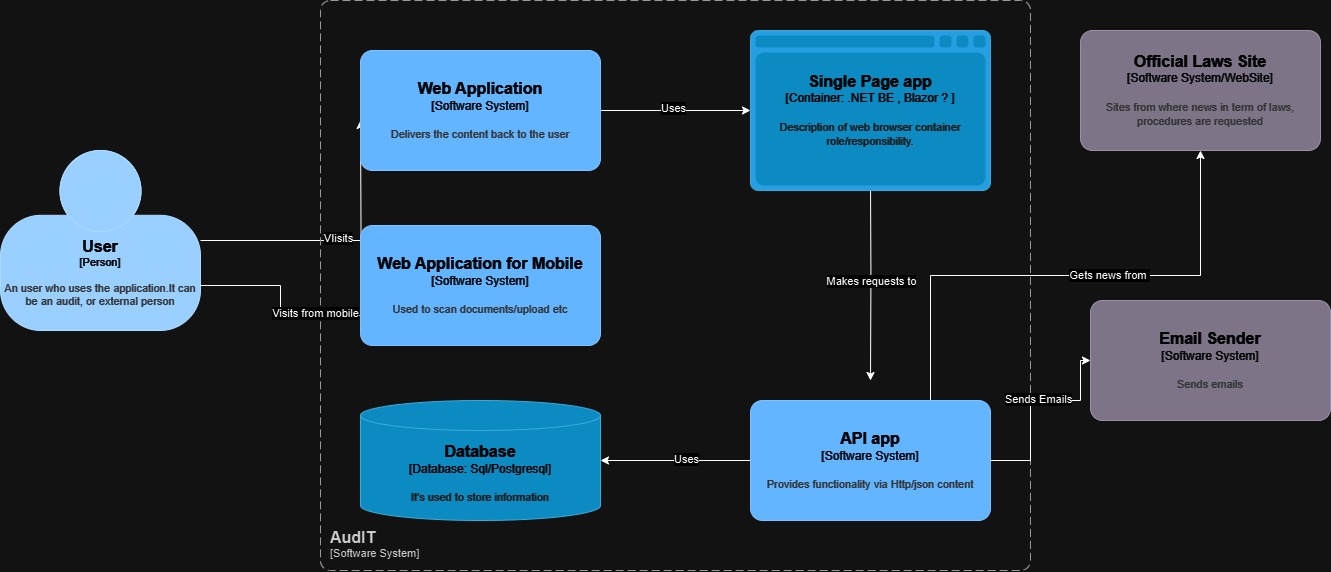 Web Application
[Software System]
Delivers the content back to the user
Uses
Single Page app
[Container: .NET BE , Blazor ? ]
Description of web browser container
role/responsibility.
Official Laws Site
[Software System/WebSite]
Sites from where news in term of laws,
procedures are requested
User
[Person]
An user who uses the application.It can
be an audit, or external person
VIisits
Visits from mobile
Web Application for Mobile
[Software System]
Used to scan documents/upload etc
Makes requests to
Gets news from
Email Sender
[Software System]
Sends emails
Sends Emails
Database
[Database: Sql/Postgresql]
It's used to store information
Uses
API app
[Software System]
Provides functionality via Http/json content
AudIT
[Software System]